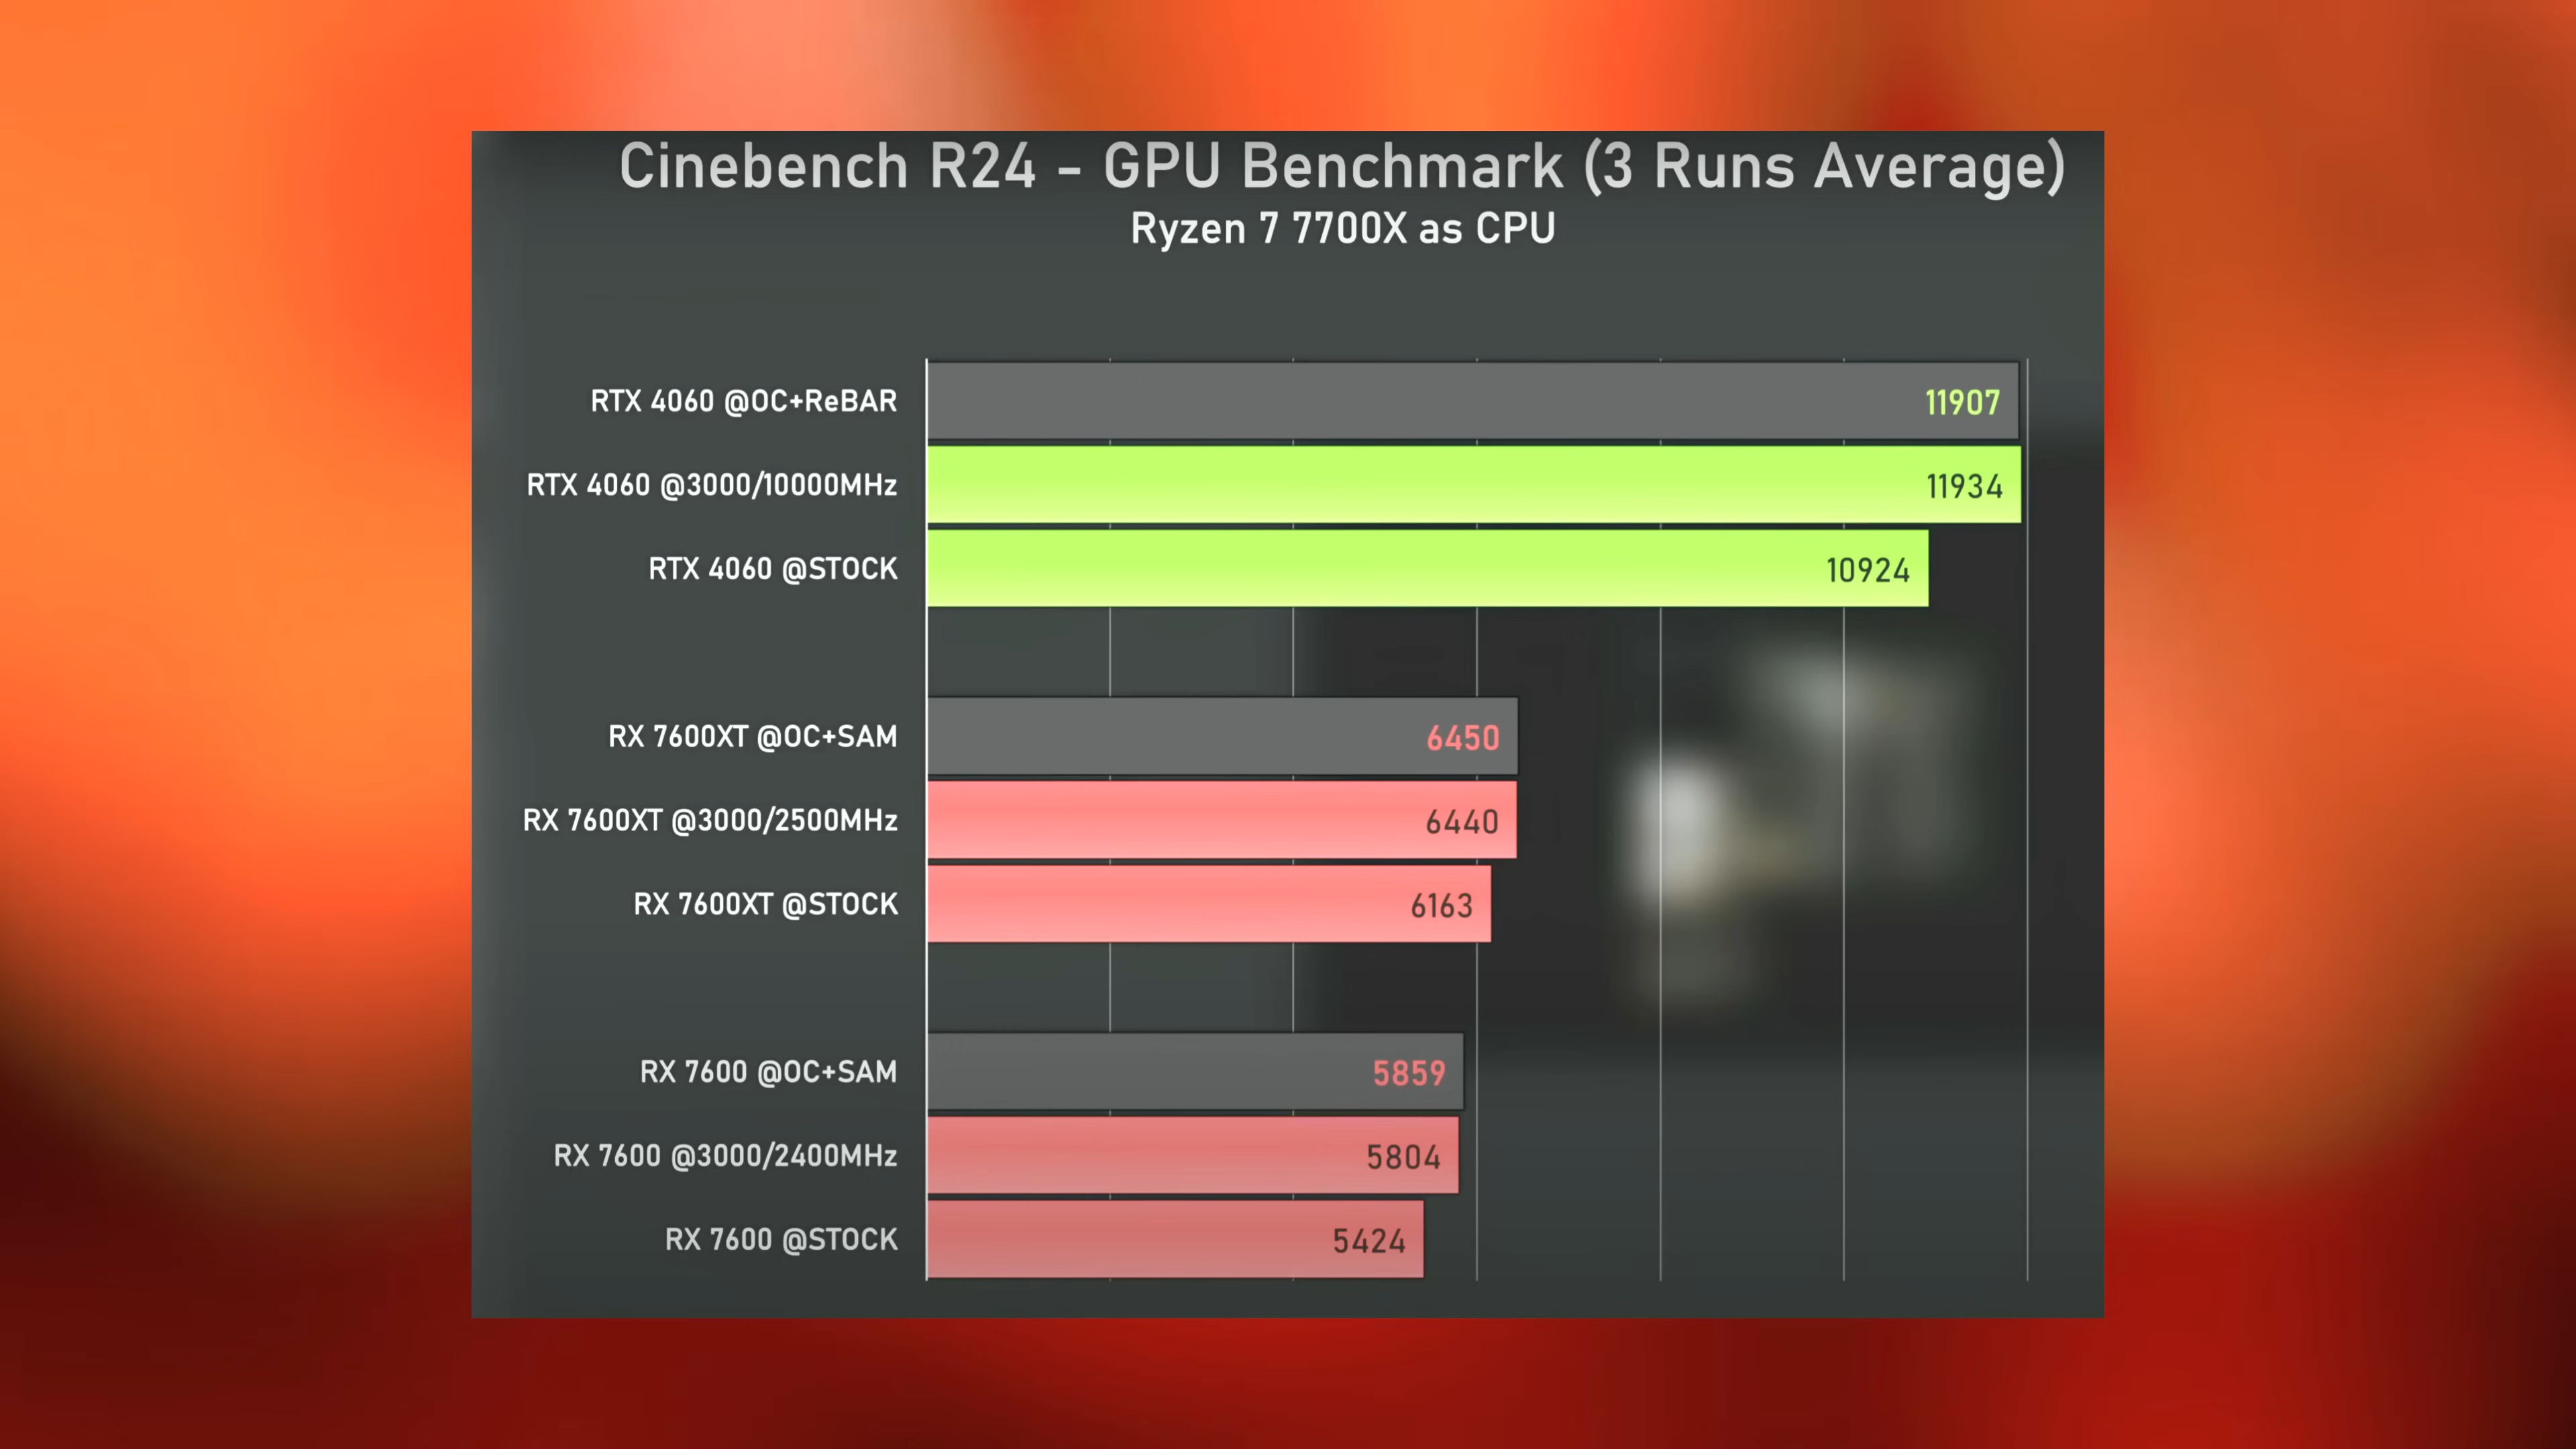 Cinebench R24 - GPU Benchmark (3 Runs Average)
Ryzen 7 7700X as CPU
RTX 4060 @OC+ReBAR 11907
RTX 4060 @3000/10000MHz 11934
RTX 4060 @STOCK 10924
RX 7600XT @OC+SAM 6450
RX 7600XT @3000/2500MHz 6440
RX 7600XT @STOCK 6163
RX 7600 @OC+SAM 5859
RX 7600 @3000/2400MHz 5804
RX 7600 @STOCK 5424